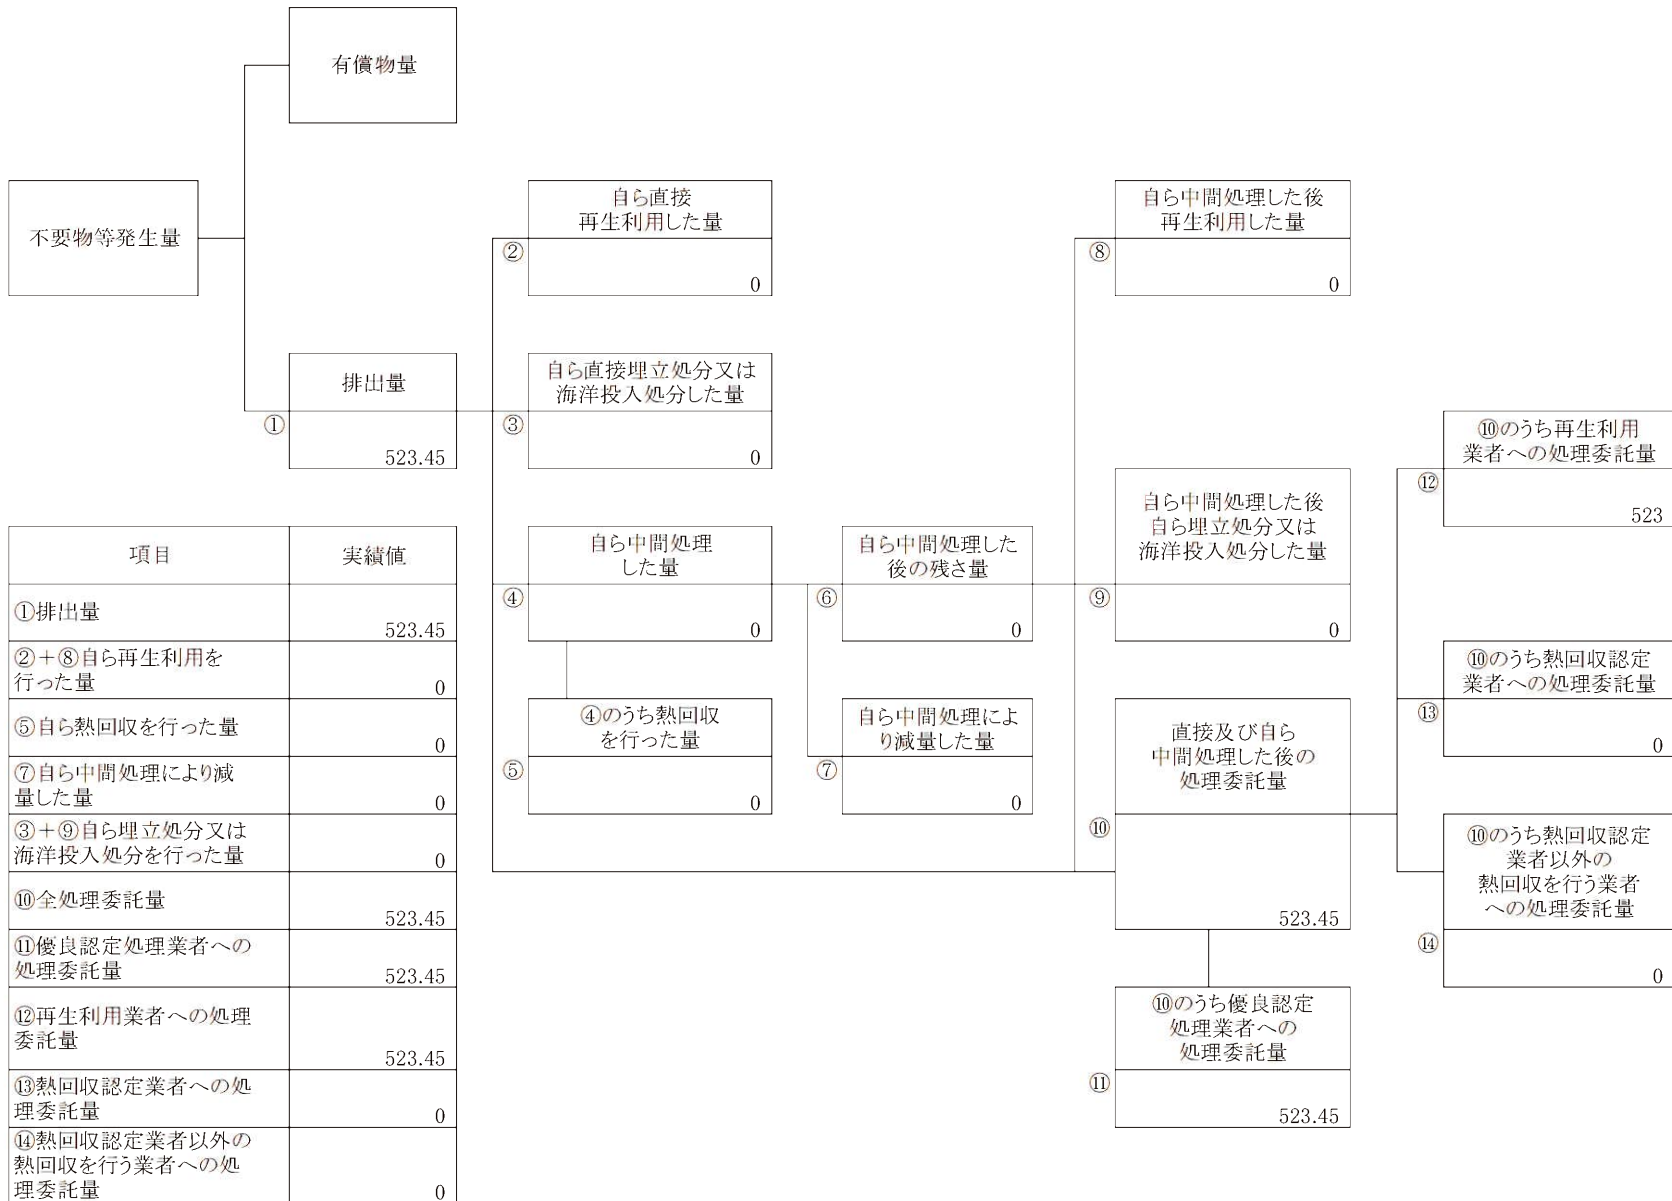 有償物量
不要物等発生量
排出量
①
523.45
自ら直接
再生利用した量
②
0
自ら直接埋立処分又は
海洋投入処分した量
③
0
自ら中間処理
した量
④
0
④のうち熱回収
を行った量
⑤
0
自ら中間処理した
後の残さ量
⑥
0
自ら中間処理によ
り減量した量
⑦
0
自ら中間処理した後
再生利用した量
⑧
0
自ら中間処理した後
自ら埋立処分又は
海洋投入処分した量
⑨
0
直接及び自ら
中間処理した後の
処理委託量
⑩
523.45
⑩のうち優良認定
処理業者への
処理委託量
⑪
523.45
⑩のうち再生利用
業者への処理委託量
⑫
523
⑩のうち熱回収認定
業者への処理委託量
⑬
0
⑩のうち熱回収認定
業者以外の
熱回収を行う業者
への処理委託量
⑭
0
項目 実績値
①排出量
523.45
②＋⑧自ら再生利用を
行った量 0
⑤自ら熱回収を行った量
0
⑦自ら中間処理により減
量した量 0
③＋⑨自ら埋立処分又は
海洋投入処分を行った量 0
⑩全処理委託量
523.45
⑪優良認定処理業者への
処理委託量 523.45
⑫再生利用業者への処理
委託量
523.45
⑬熱回収認定業者への処
理委託量 0
⑭熱回収認定業者以外の
熱回収を行う業者への処
理委託量 0